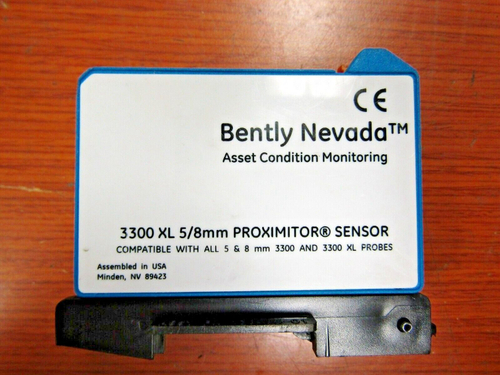 CE
Bently Nevada™
Asset Condition Monitoring
3300 XL 5/8mm PROXIMITOR® SENSOR
COMPATIBLE WITH ALL 5 & 8 mm 3300 AND 3300 XL PROBES
Assembled in USA
Minden, NV 89423